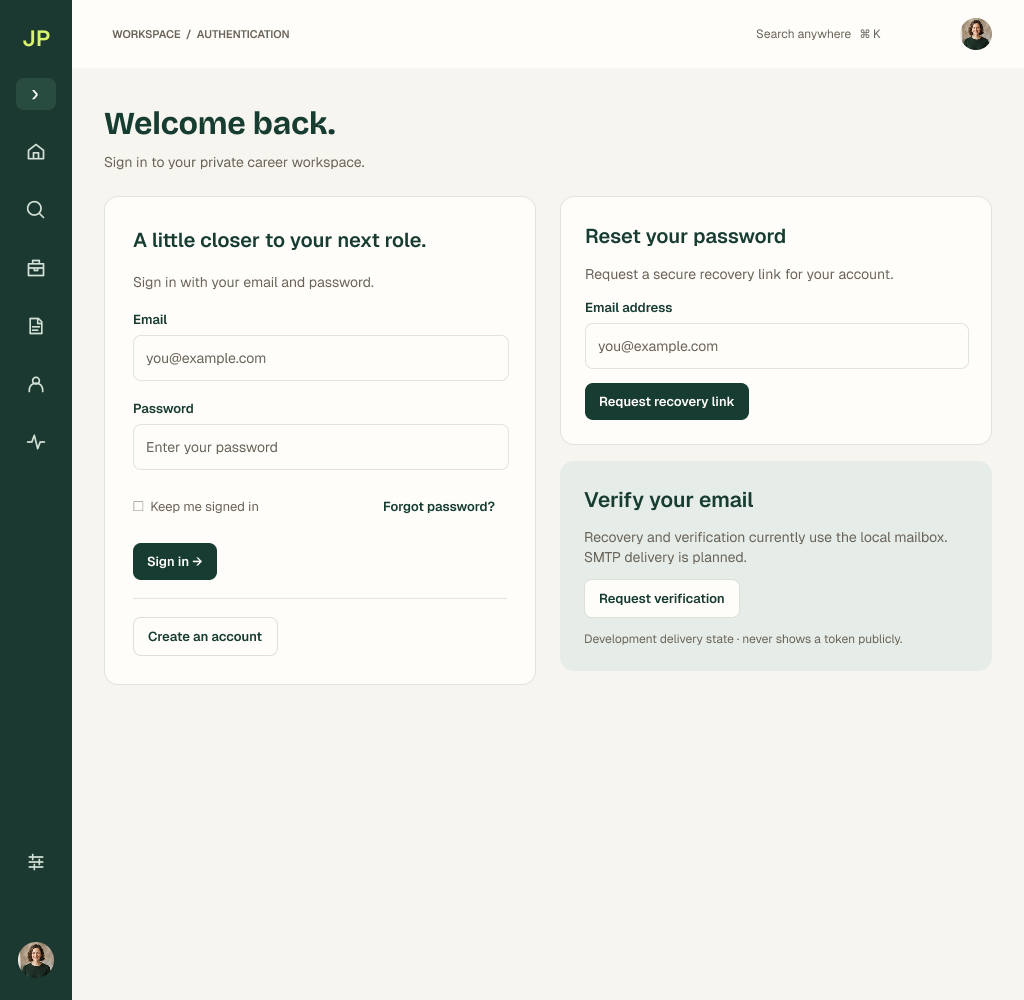 JP
WORKSPACE / AUTHENTICATION
Search anywhere ⌘ K
Welcome back.
Sign in to your private career workspace.
A little closer to your next role.
Sign in with your email and password.
Email
you@example.com
Password
Enter your password
☐ Keep me signed in
Forgot password?
Sign in →
Create an account
Reset your password
Request a secure recovery link for your account.
Email address
you@example.com
Request recovery link
Verify your email
Recovery and verification currently use the local mailbox.
SMTP delivery is planned.
Request verification
Development delivery state · never shows a token publicly.